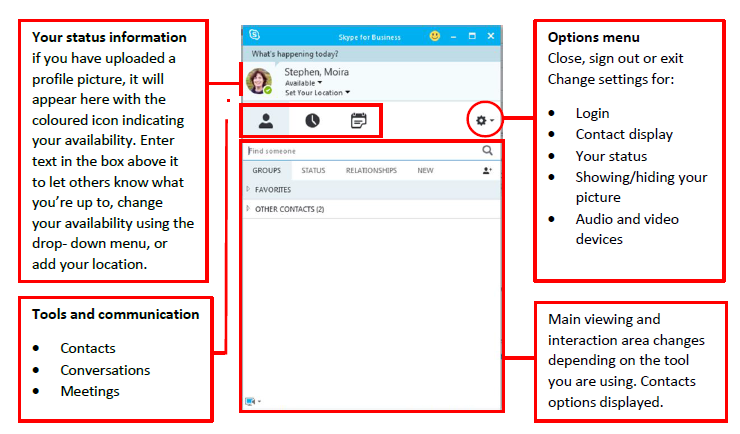 Your status information
if you have uploaded a
profile picture, it will
appear here with the
coloured icon indicating
your availability. Enter
text in the box above it
to let others know what
you're up to, change
your availability using the
drop- down menu, or
add your location.
Tools and communication
• Contacts
• Conversations
• Meetings
Skype for Business
What's happening today?
Stephen, Moira
Available
Set Your Location
Find someone
GROUPS STATUS RELATIONSHIPS NEW
FAVORITES
OTHER CONTACTS (2)
Options menu
Close, sign out or exit
Change settings for:
• Login
• Contact display
• Your status
• Showing/hiding your
picture
• Audio and video
devices
Main viewing and
interaction area changes
depending on the tool
you are using. Contacts
options displayed.